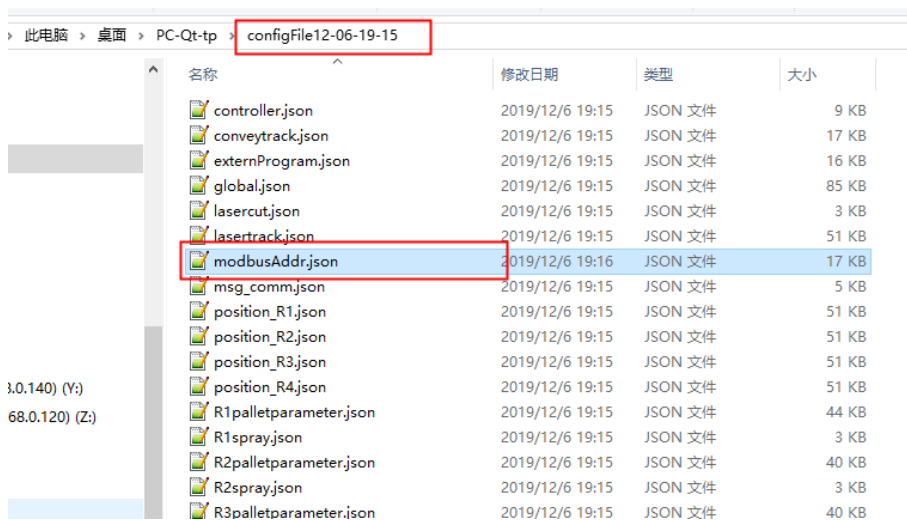 › 此电脑 › 桌面 › PC-Qt-tp › configFile12-06-19-15
名称 修改日期 类型 大小
controller.json 2019/12/6 19:15 JSON 文件 9 KB
conveytrack.json 2019/12/6 19:15 JSON 文件 17 KB
externProgram.json 2019/12/6 19:15 JSON 文件 16 KB
global.json 2019/12/6 19:15 JSON 文件 85 KB
lasercut.json 2019/12/6 19:15 JSON 文件 3 KB
lasertrack.json 2019/12/6 19:15 JSON 文件 51 KB
modbusAddr.json 2019/12/6 19:16 JSON 文件 17 KB
msg_comm.json 2019/12/6 19:15 JSON 文件 5 KB
position_R1.json 2019/12/6 19:15 JSON 文件 51 KB
position_R2.json 2019/12/6 19:15 JSON 文件 51 KB
position_R3.json 2019/12/6 19:15 JSON 文件 51 KB
position_R4.json 2019/12/6 19:15 JSON 文件 51 KB
R1palletparameter.json 2019/12/6 19:15 JSON 文件 44 KB
R1spray.json 2019/12/6 19:15 JSON 文件 3 KB
R2palletparameter.json 2019/12/6 19:15 JSON 文件 40 KB
R2spray.json 2019/12/6 19:15 JSON 文件 3 KB
R3palletparameter.json 2019/12/6 19:15 JSON 文件 40 KB
.0.140) (Y:)
68.0.120) (Z:)